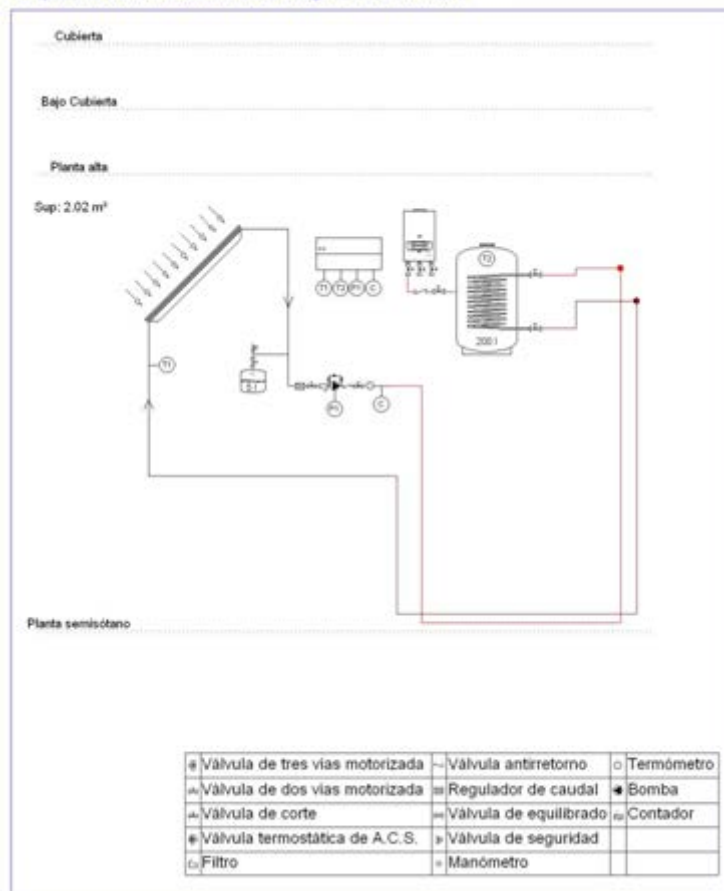 Cubierta
Bajo Cubierta
Planta alta
Sup: 2.02 m²
T1 T2 P1 C
T2
200 l
T1
5 l
P1
C
Planta semisótano
Válvula de tres vías motorizada
Válvula antirretorno
Termómetro
Válvula de dos vías motorizada
Regulador de caudal
Bomba
Válvula de corte
Válvula de equilibrado
Contador
Válvula termostática de A.C.S.
Válvula de seguridad
Filtro
Manómetro